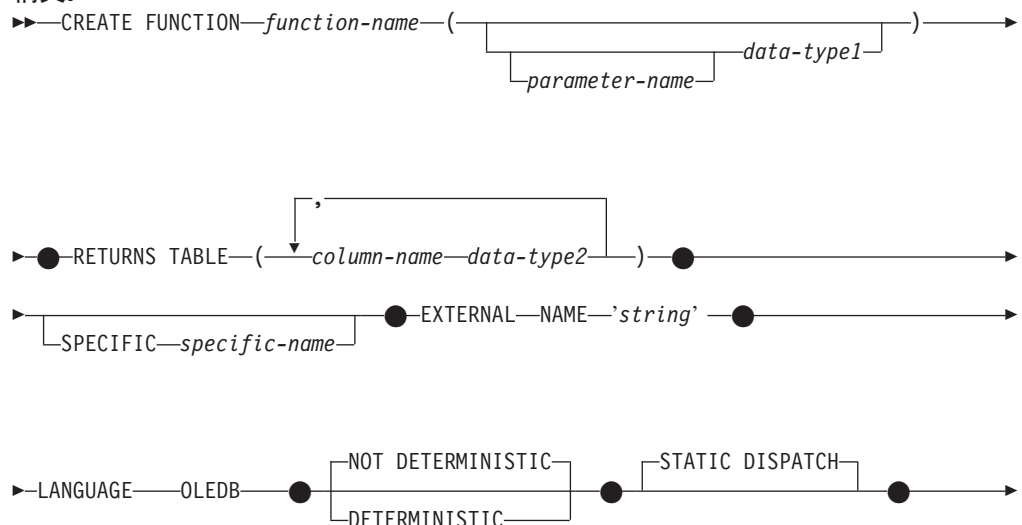 CREATE FUNCTION function-name ( data-type1 )
parameter-name
,
RETURNS TABLE ( column-name data-type2 )
SPECIFIC specific-name EXTERNAL NAME 'string'
NOT DETERMINISTIC STATIC DISPATCH
LANGUAGE OLEDB
DETERMINISTIC